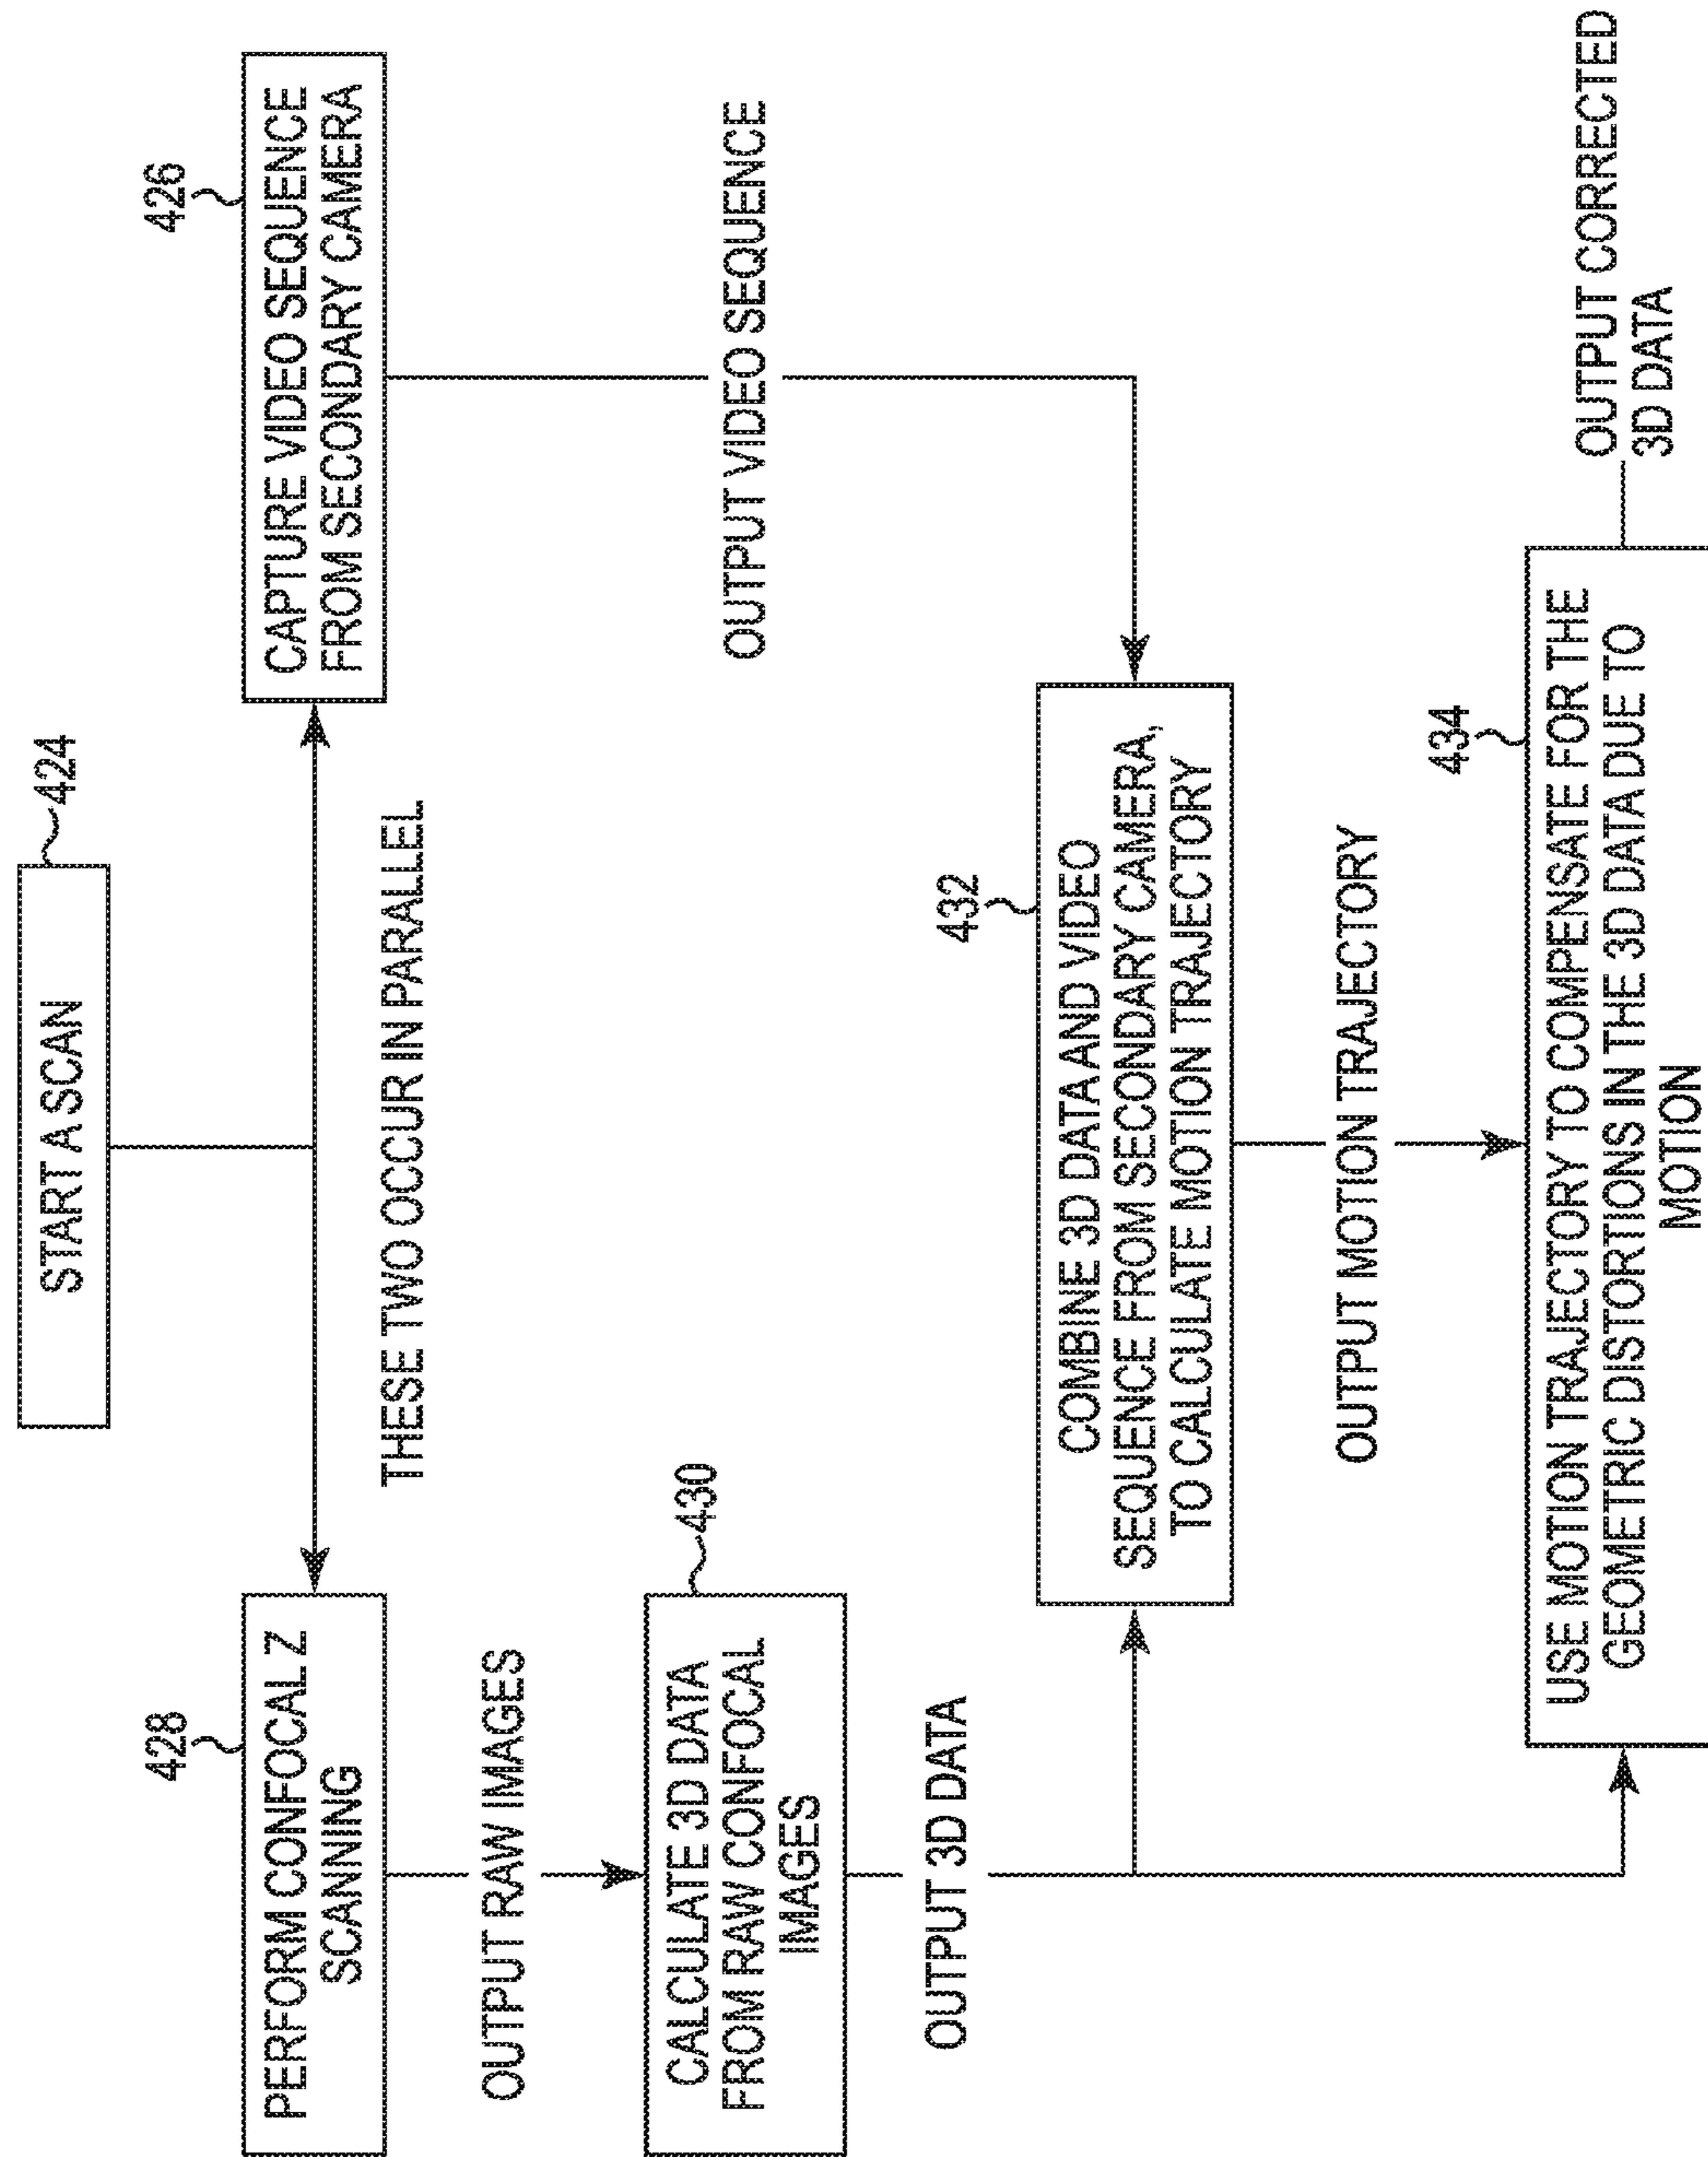 START A SCAN
424
THESE TWO OCCUR IN PARALLEL
428
PERFORM CONFOCAL Z
SCANNING
426
CAPTURE VIDEO SEQUENCE
FROM SECONDARY CAMERA
OUTPUT RAW IMAGES
430
CALCULATE 3D DATA
FROM RAW CONFOCAL
IMAGES
OUTPUT VIDEO SEQUENCE
OUTPUT 3D DATA
432
COMBINE 3D DATA AND VIDEO
SEQUENCE FROM SECONDARY CAMERA,
TO CALCULATE MOTION TRAJECTORY
OUTPUT MOTION TRAJECTORY
434
USE MOTION TRAJECTORY TO COMPENSATE FOR THE
GEOMETRIC DISTORTIONS IN THE 3D DATA DUE TO
MOTION
OUTPUT CORRECTED
3D DATA